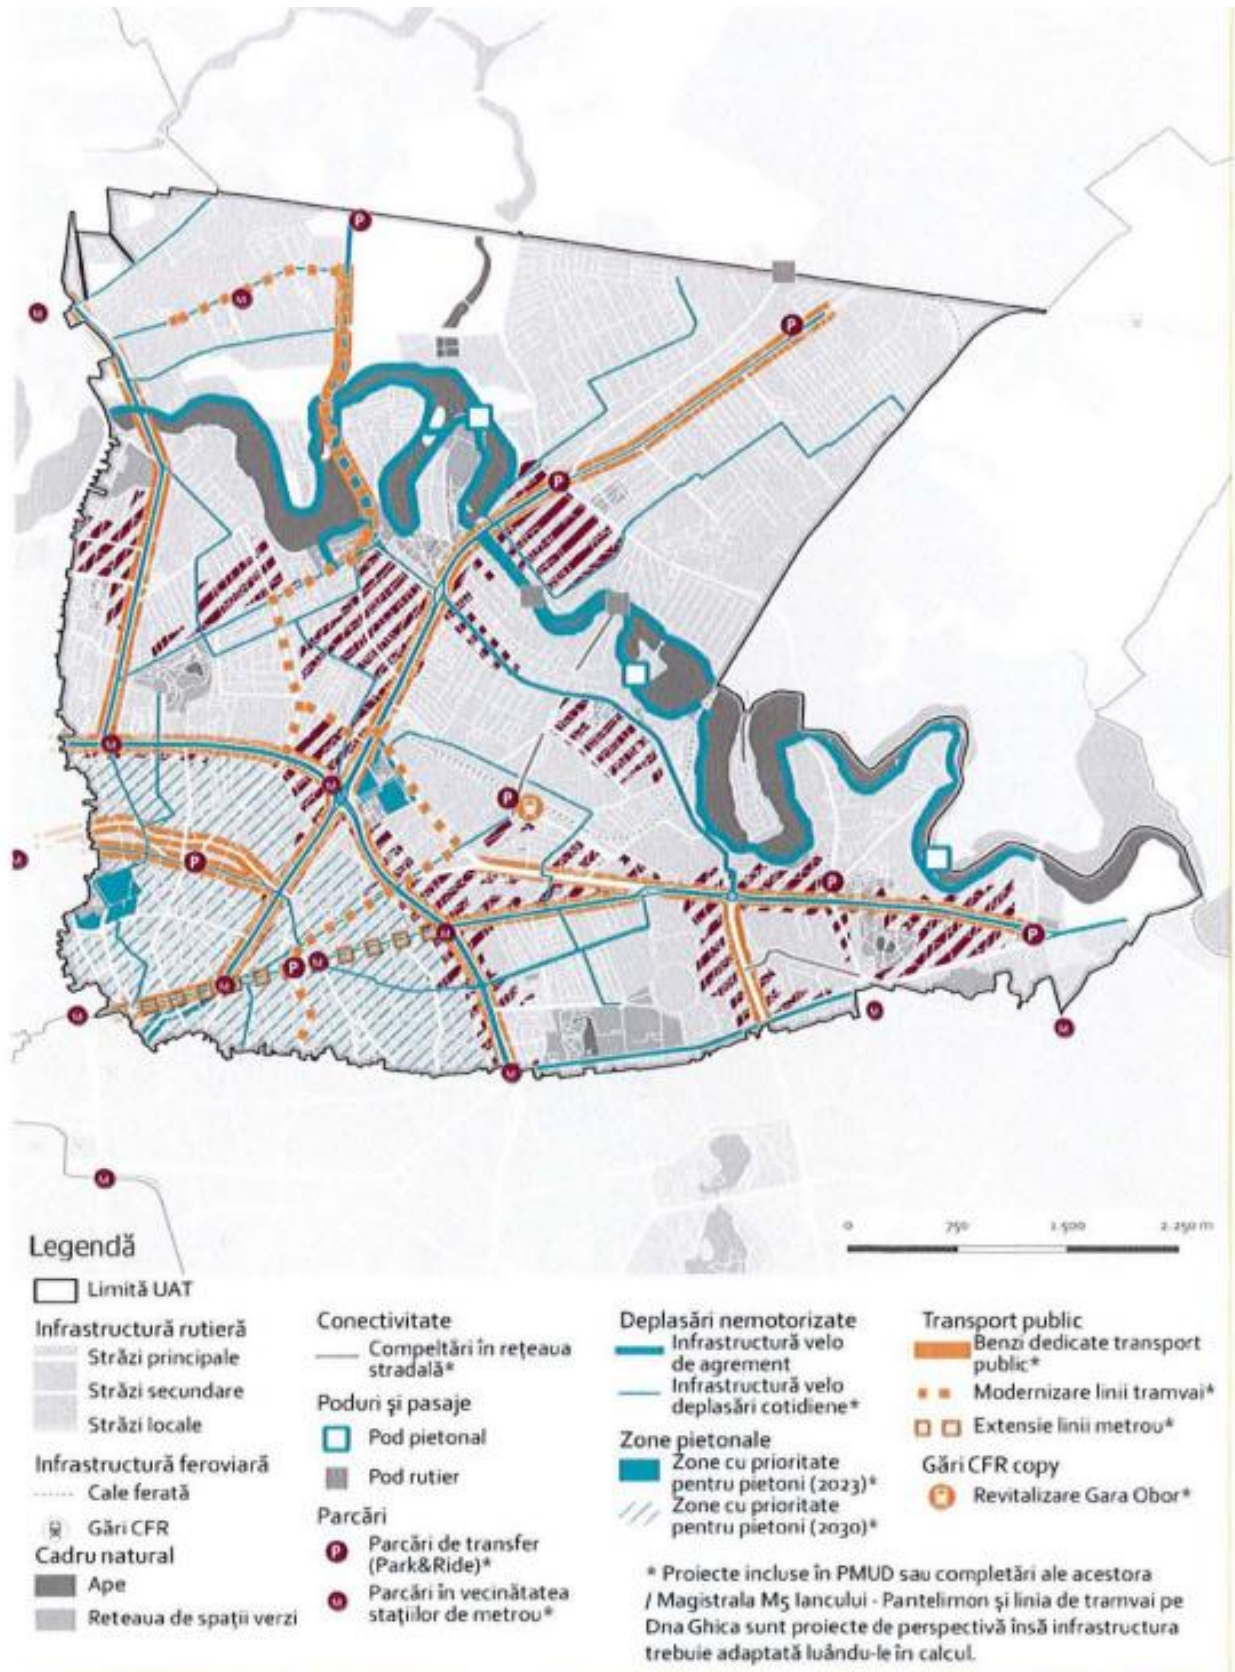 0 750 1.500 2.250 m
Legendă
Limită UAT
Infrastructură rutieră
Străzi principale
Străzi secundare
Străzi locale
Infrastructură feroviară
Cale ferată
Gări CFR
Cadru natural
Ape
Reteaua de spații verzi
Conectivitate
Compeltări în rețeaua
stradală*
Poduri și pasaje
Pod pietonal
Pod rutier
Parcări
P Parcări de transfer
(Park&Ride)*
M Parcări în vecinătatea
stațiilor de metrou*
Deplasări nemotorizate
Infrastructură velo
de agrement
Infrastructură velo
deplasări cotidiene*
Zone pietonale
Zone cu prioritate
pentru pietoni (2023)*
Zone cu prioritate
pentru pietoni (2030)*
Transport public
Benzi dedicate transport
public*
Modernizare linii tramvai*
Extensie linii metrou*
Gări CFR copy
Revitalizare Gara Obor*
* Proiecte incluse în PMUD sau completări ale acestora
/ Magistrala M5 Iancului - Pantelimon și linia de tramvai pe
Dna Ghica sunt proiecte de perspectivă însă infrastructura
trebuie adaptată luându-le în calcul.